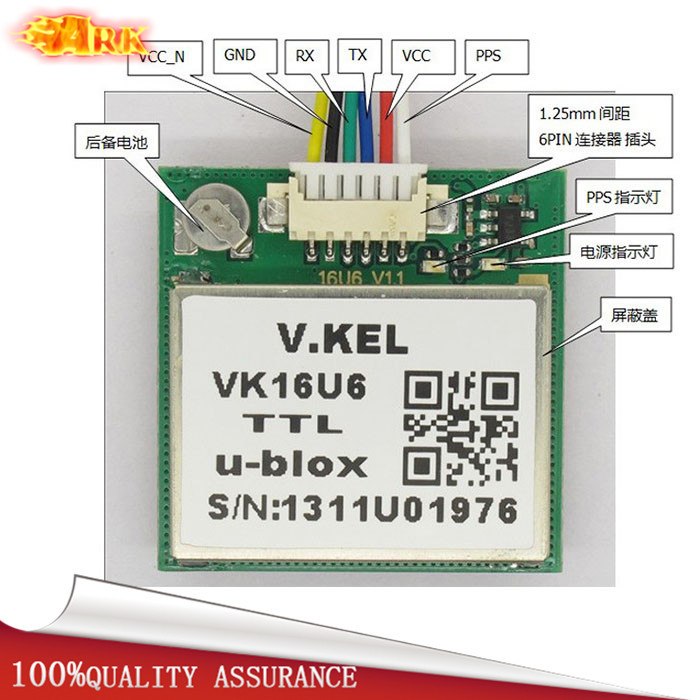 ARK
VCC_N
GND
RX
TX
VCC
PPS
后备电池
1.25mm 间距
6PIN 连接器 插头
PPS 指示灯
电源指示灯
16U6 V11
屏蔽盖
V.KEL
VK16U6
TTL
u-blox
S/N:1311U01976
100%QUALITY ASSURANCE